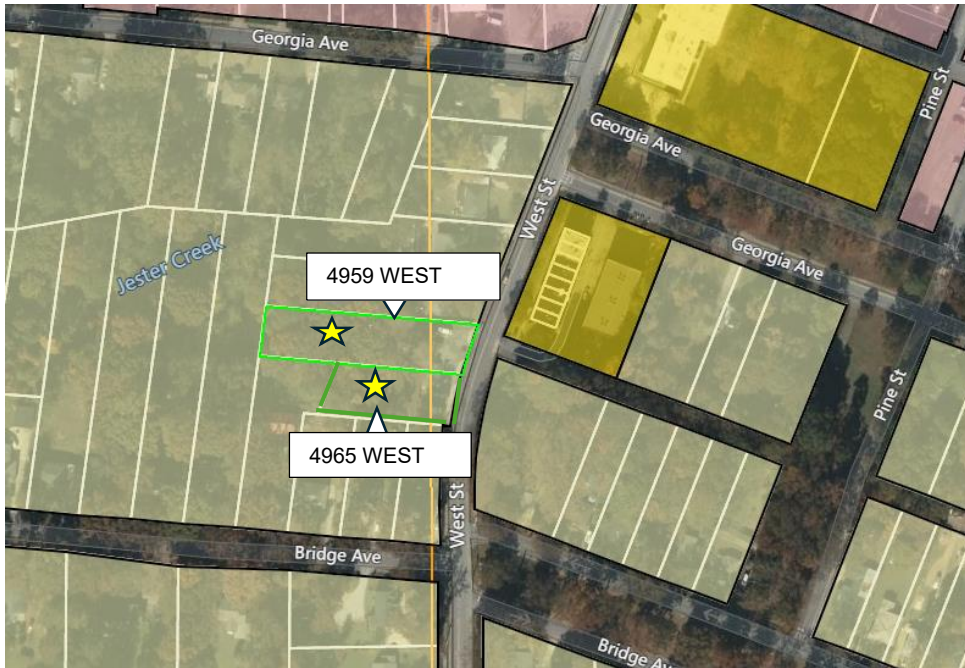 Georgia Ave
Pine St
Georgia Ave
West St
Georgia Ave
Jester Creek
4959 WEST
Pine St
4965 WEST
West St
Bridge Ave
Bridge Ave